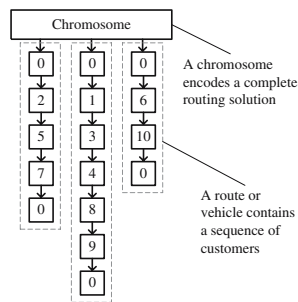 Chromosome
0 0 0
2 1 6
5 3 10
7 4 0
0 8
9
0
A chromosome
encodes a complete
routing solution
A route or
vehicle contains
a sequence of
customers